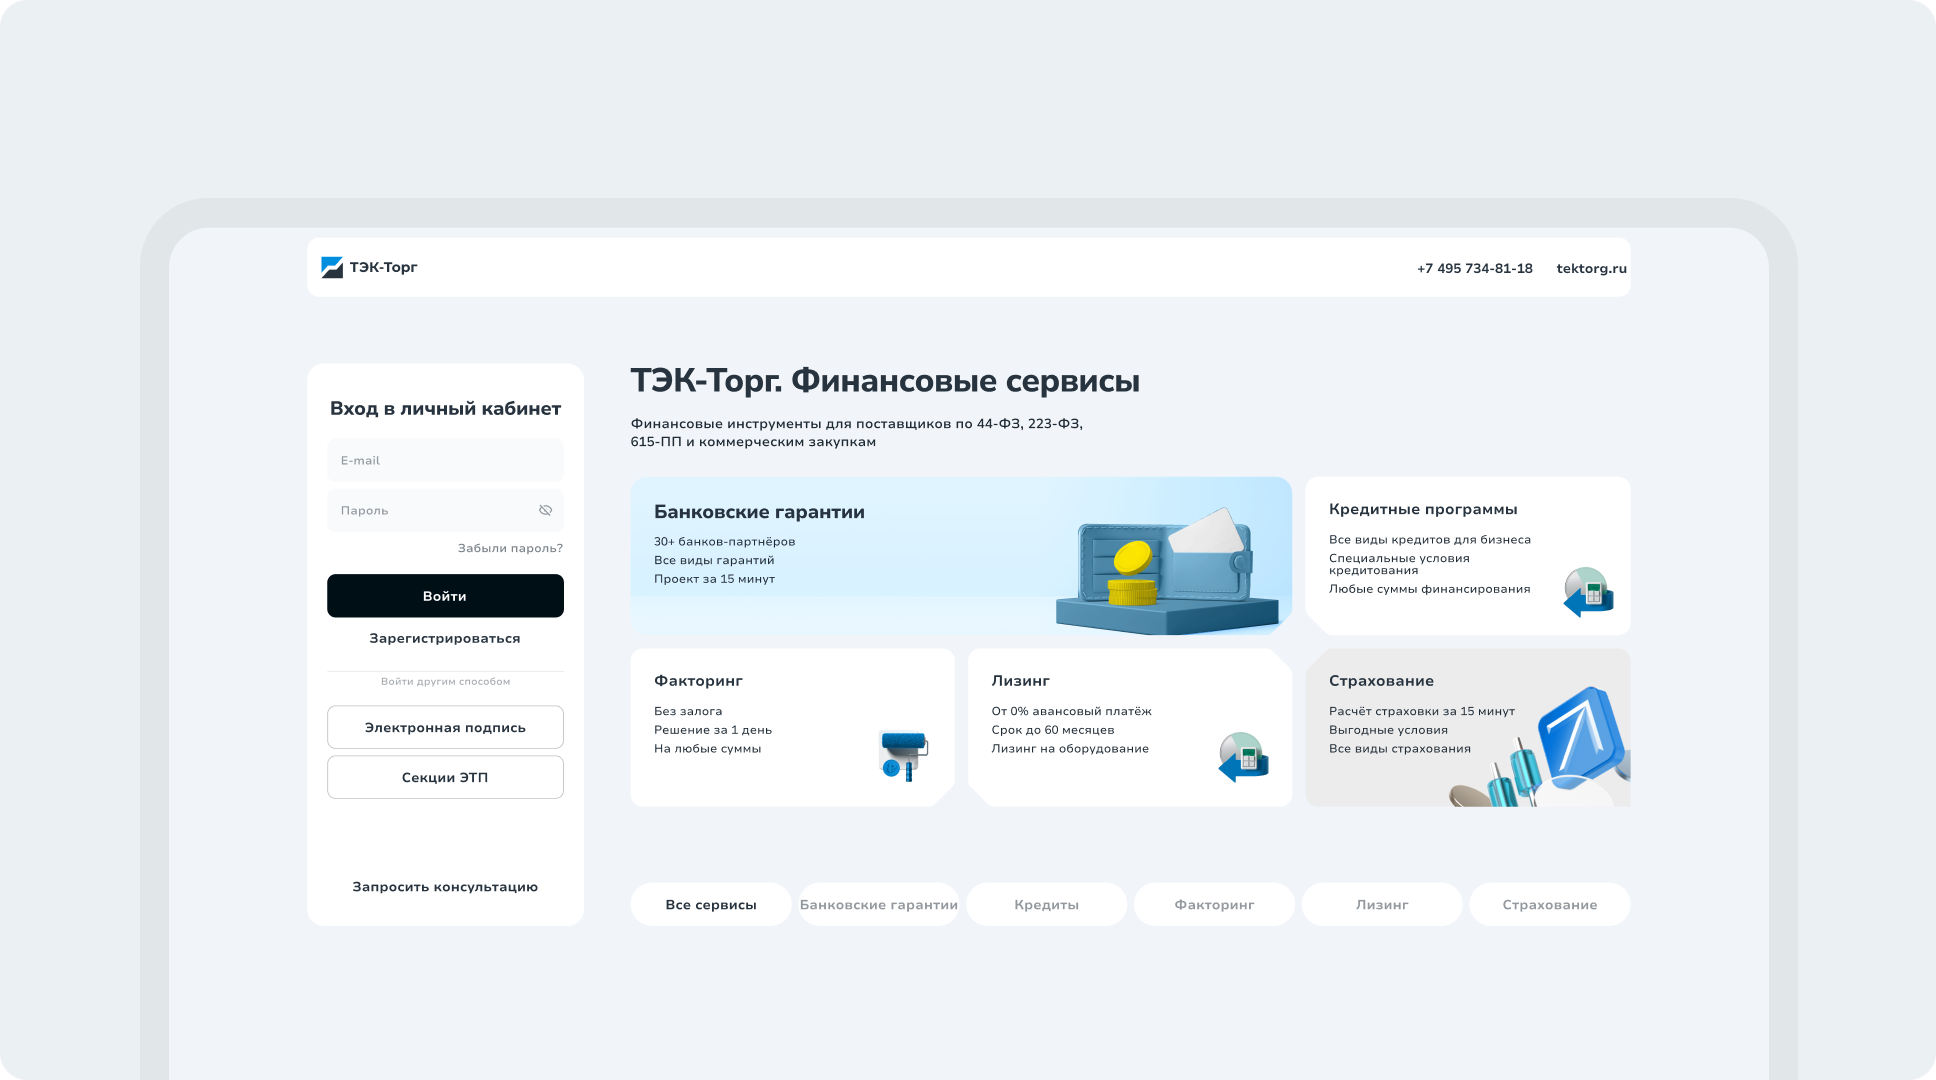 ТЭК-Торг
+7 495 734-81-18
tektorg.ru
Вход в личный кабинет
E-mail
Пароль
Забыли пароль?
Войти
Зарегистрироваться
Войти другим способом
Электронная подпись
Секции ЭТП
Запросить консультацию
ТЭК-Торг. Финансовые сервисы
Финансовые инструменты для поставщиков по 44-ФЗ, 223-ФЗ,
615-ПП и коммерческим закупкам
Банковские гарантии
30+ банков-партнёров
Все виды гарантий
Проект за 15 минут
Кредитные программы
Все виды кредитов для бизнеса
Специальные условия
кредитования
Любые суммы финансирования
Факторинг
Без залога
Решение за 1 день
На любые суммы
Лизинг
От 0% авансовый платёж
Срок до 60 месяцев
Лизинг на оборудование
Страхование
Расчёт страховки за 15 минут
Выгодные условия
Все виды страхования
Все сервисы
Банковские гарантии
Кредиты
Факторинг
Лизинг
Страхование